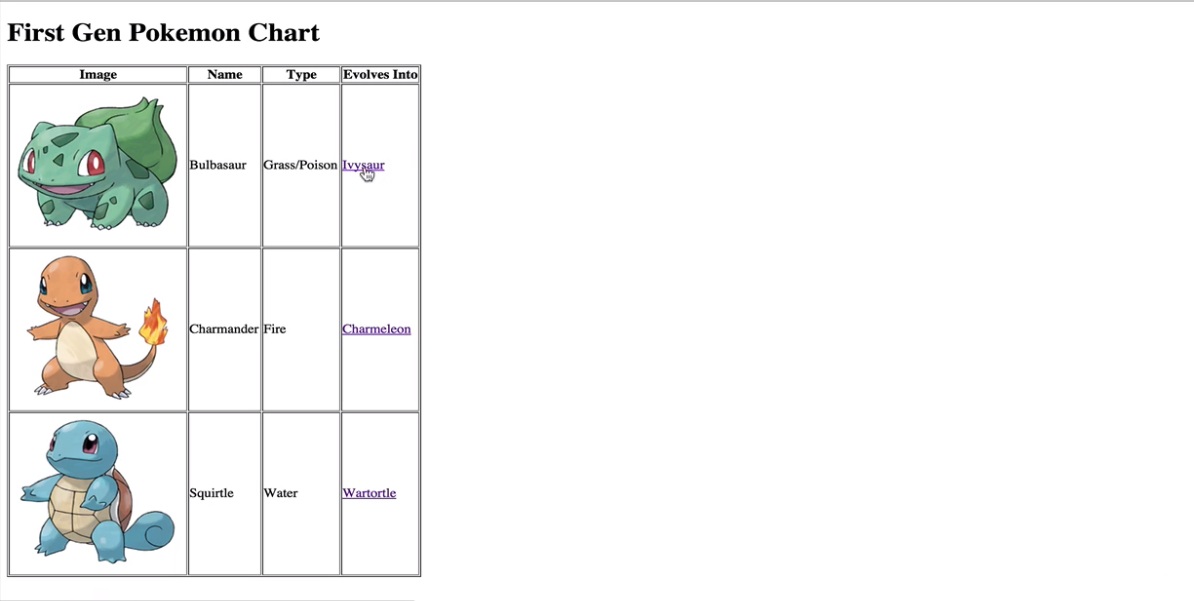 First Gen Pokemon Chart
Image Name Type Evolves Into
Bulbasaur Grass/Poison Ivysaur
Charmander Fire Charmeleon
Squirtle Water Wartortle